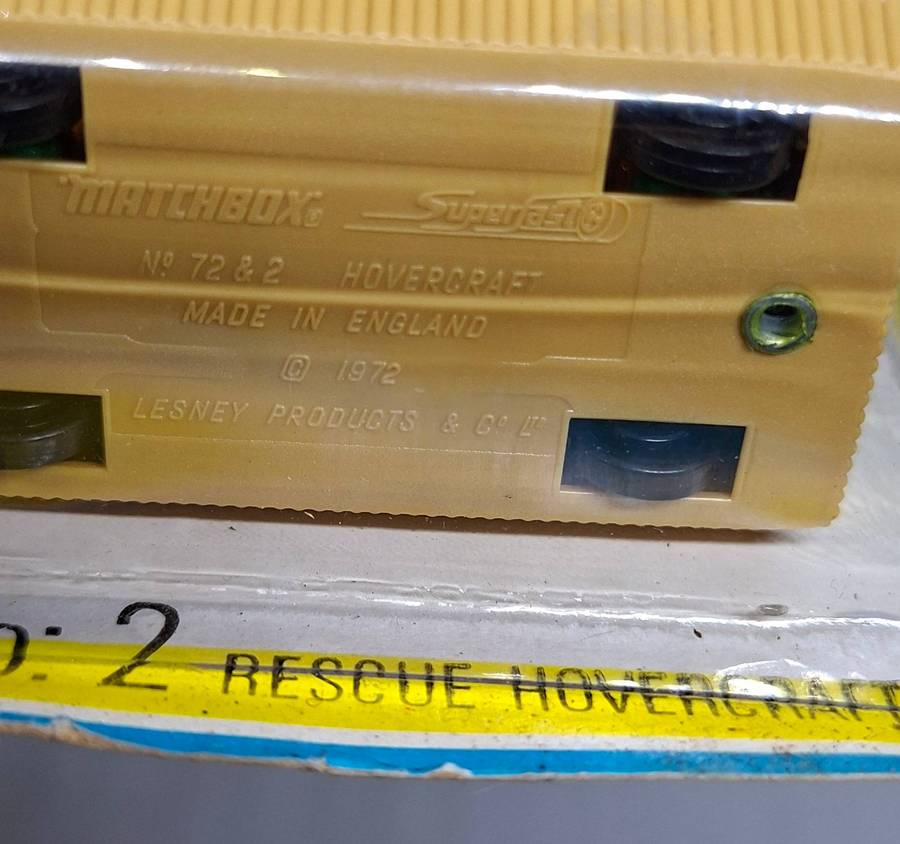 "MATCHBOX" ® Superfast
Nº 72 & 2 HOVERCRAFT
MADE IN ENGLAND
© 1972
LESNEY PRODUCTS & Cº Lᵀᴰ
o: 2 RESCUE HOVERCRAFT